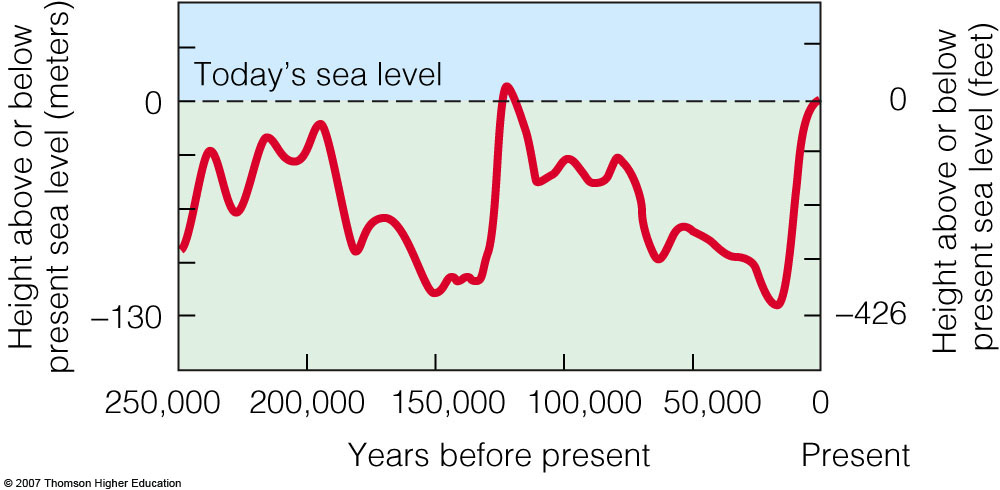 Height above or below
present sea level (meters)
Today's sea level
0
−130
0
−426
Height above or below
present sea level (feet)
250,000
200,000
150,000
100,000
50,000
0
Years before present
Present
© 2007 Thomson Higher Education